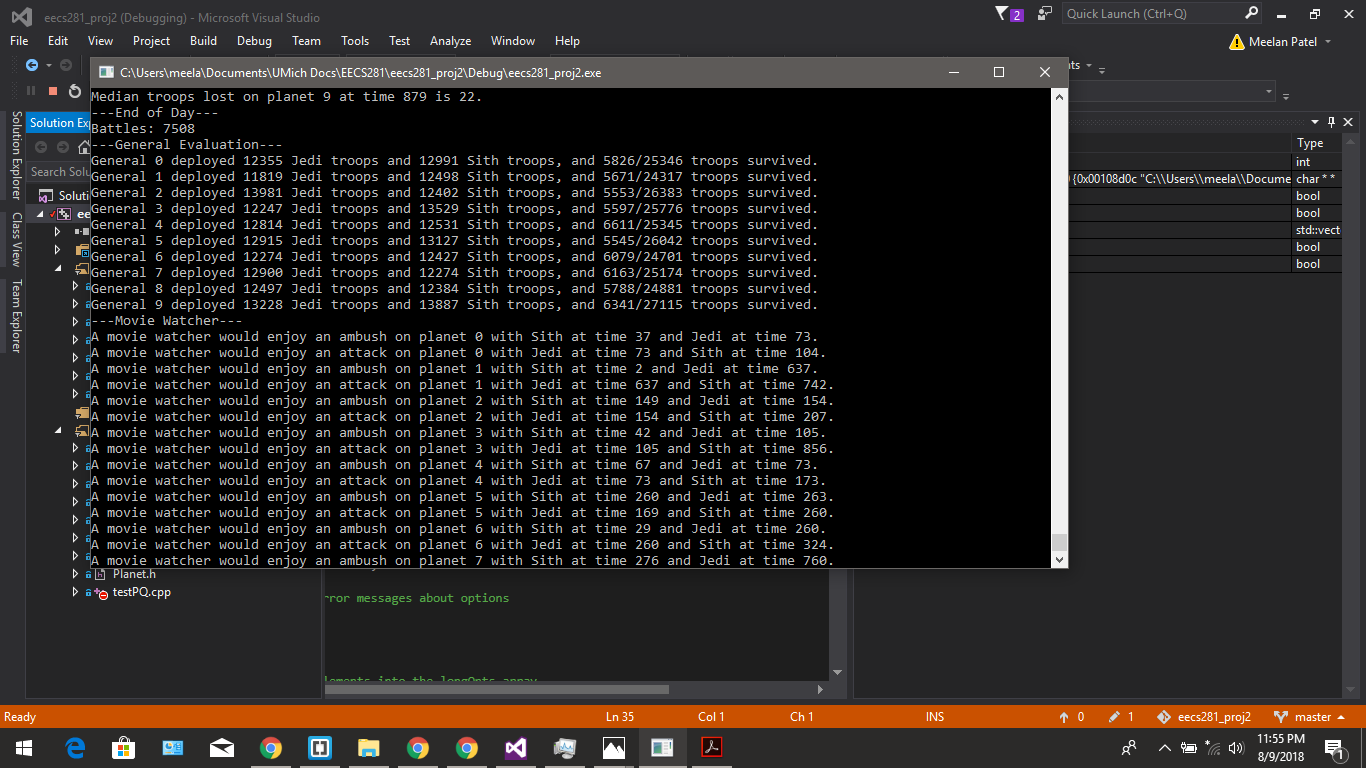 eecs281_proj2 (Debugging) - Microsoft Visual Studio
2
Quick Launch (Ctrl+Q)
File Edit View Project Build Debug Team Tools Test Analyze Window Help
Meelan Patel
C:\Users\meela\Documents\UMich Docs\EECS281\eecs281_proj2\Debug\eecs281_proj2.exe
Median troops lost on planet 9 at time 879 is 22.
---End of Day---
Battles: 7508
---General Evaluation---
General 0 deployed 12355 Jedi troops and 12991 Sith troops, and 5826/25346 troops survived.
General 1 deployed 11819 Jedi troops and 12498 Sith troops, and 5671/24317 troops survived.
General 2 deployed 13981 Jedi troops and 12402 Sith troops, and 5553/26383 troops survived.
General 3 deployed 12247 Jedi troops and 13529 Sith troops, and 5597/25776 troops survived.
General 4 deployed 12814 Jedi troops and 12531 Sith troops, and 6611/25345 troops survived.
General 5 deployed 12915 Jedi troops and 13127 Sith troops, and 5545/26042 troops survived.
General 6 deployed 12274 Jedi troops and 12427 Sith troops, and 6079/24701 troops survived.
General 7 deployed 12900 Jedi troops and 12274 Sith troops, and 6163/25174 troops survived.
General 8 deployed 12497 Jedi troops and 12384 Sith troops, and 5788/24881 troops survived.
General 9 deployed 13228 Jedi troops and 13887 Sith troops, and 6341/27115 troops survived.
---Movie Watcher---
A movie watcher would enjoy an ambush on planet 0 with Sith at time 37 and Jedi at time 73.
A movie watcher would enjoy an attack on planet 0 with Jedi at time 73 and Sith at time 104.
A movie watcher would enjoy an ambush on planet 1 with Sith at time 2 and Jedi at time 637.
A movie watcher would enjoy an attack on planet 1 with Jedi at time 637 and Sith at time 742.
A movie watcher would enjoy an ambush on planet 2 with Sith at time 149 and Jedi at time 154.
A movie watcher would enjoy an attack on planet 2 with Jedi at time 154 and Sith at time 207.
A movie watcher would enjoy an ambush on planet 3 with Sith at time 42 and Jedi at time 105.
A movie watcher would enjoy an attack on planet 3 with Jedi at time 105 and Sith at time 856.
A movie watcher would enjoy an ambush on planet 4 with Sith at time 67 and Jedi at time 73.
A movie watcher would enjoy an attack on planet 4 with Jedi at time 73 and Sith at time 173.
A movie watcher would enjoy an ambush on planet 5 with Sith at time 260 and Jedi at time 263.
A movie watcher would enjoy an attack on planet 5 with Jedi at time 169 and Sith at time 260.
A movie watcher would enjoy an ambush on planet 6 with Sith at time 29 and Jedi at time 260.
A movie watcher would enjoy an attack on planet 6 with Jedi at time 260 and Sith at time 324.
A movie watcher would enjoy an ambush on planet 7 with Sith at time 276 and Jedi at time 760.
Solution Explorer
Class View
Team Explorer
Solution Exp
Search Solu
Soluti
eec
Planet.h
testPQ.cpp
nts
Type
int
{0x00108d0c "C:\\Users\\meela\\Docume char * *
bool
bool
std::vect
bool
bool
rror messages about options
lements into the longOpts array
Ready Ln 35 Col 1 Ch 1 INS 0 1 eecs281_proj2 master
11:55 PM
8/9/2018
1